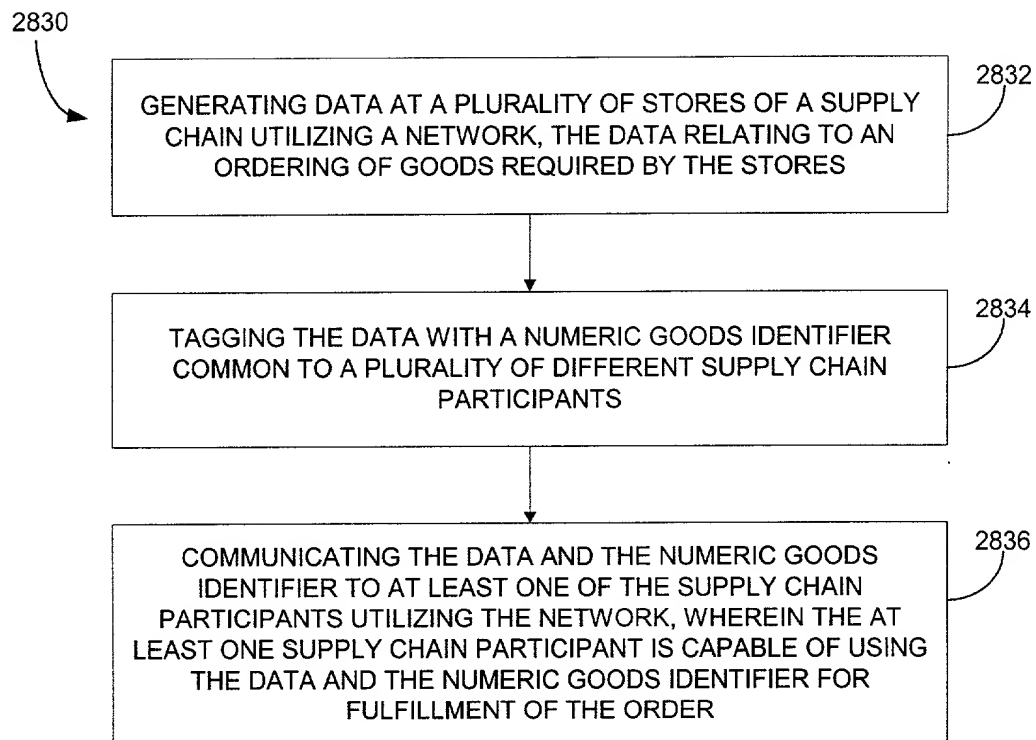 2830
2832
GENERATING DATA AT A PLURALITY OF STORES OF A SUPPLY
CHAIN UTILIZING A NETWORK, THE DATA RELATING TO AN
ORDERING OF GOODS REQUIRED BY THE STORES
2834
TAGGING THE DATA WITH A NUMERIC GOODS IDENTIFIER
COMMON TO A PLURALITY OF DIFFERENT SUPPLY CHAIN
PARTICIPANTS
2836
COMMUNICATING THE DATA AND THE NUMERIC GOODS
IDENTIFIER TO AT LEAST ONE OF THE SUPPLY CHAIN
PARTICIPANTS UTILIZING THE NETWORK, WHEREIN THE AT
LEAST ONE SUPPLY CHAIN PARTICIPANT IS CAPABLE OF USING
THE DATA AND THE NUMERIC GOODS IDENTIFIER FOR
FULFILLMENT OF THE ORDER